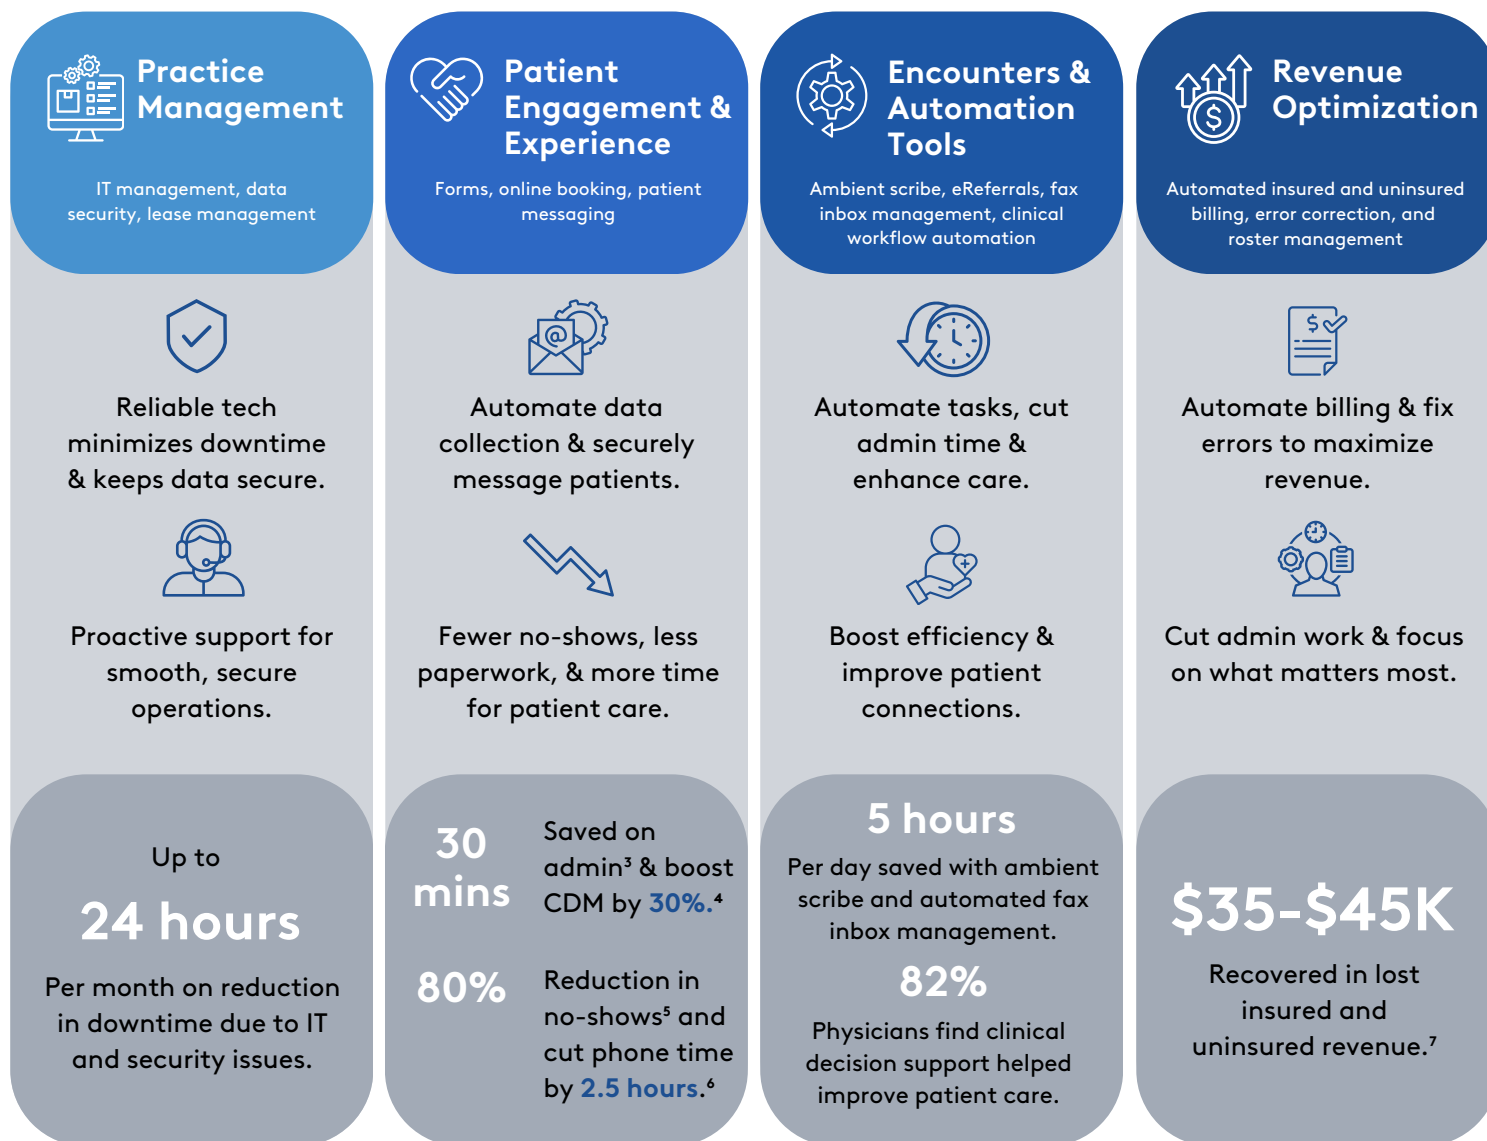 Practice
Management
IT management, data
security, lease management
Reliable tech
minimizes downtime
& keeps data secure.
Proactive support for
smooth, secure
operations.
Up to
24 hours
Per month on reduction
in downtime due to IT
and security issues.
Patient
Engagement &
Experience
Forms, online booking, patient
messaging
@
Automate data
collection & securely
message patients.
Fewer no-shows, less
paperwork, & more time
for patient care.
30
mins
Saved on
admin³ & boost
CDM by 30%.⁴
80%
Reduction in
no-shows⁵ and
cut phone time
by 2.5 hours.⁶
Encounters &
Automation
Tools
Ambient scribe, eReferrals, fax
inbox management, clinical
workflow automation
Automate tasks, cut
admin time &
enhance care.
Boost efficiency &
improve patient
connections.
5 hours
Per day saved with ambient
scribe and automated fax
inbox management.
82%
Physicians find clinical
decision support helped
improve patient care.
$
Revenue
Optimization
Automated insured and uninsured
billing, error correction, and
roster management
$
Automate billing & fix
errors to maximize
revenue.
Cut admin work & focus
on what matters most.
$35-$45K
Recovered in lost
insured and
uninsured revenue.⁷